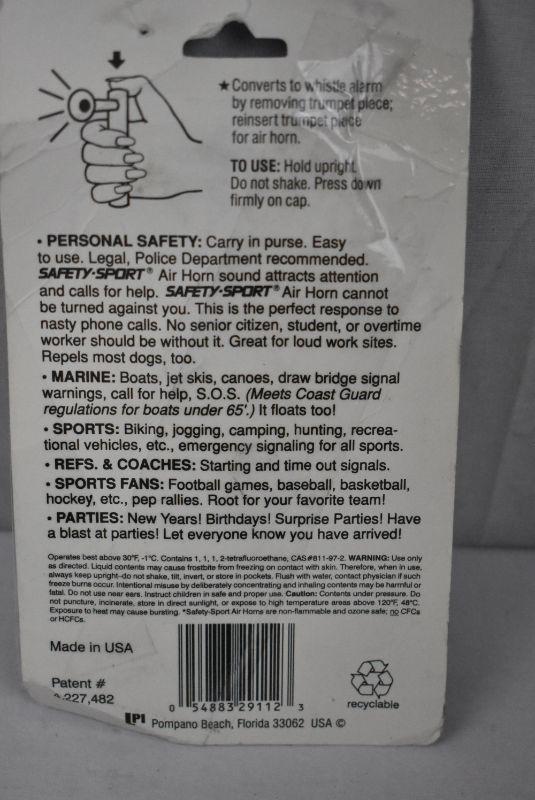 ★ Converts to whistle alarm
by removing trumpet piece;
reinsert trumpet piece
for air horn.
TO USE: Hold upright.
Do not shake. Press down
firmly on cap.
• PERSONAL SAFETY: Carry in purse. Easy
to use. Legal, Police Department recommended.
SAFETY·SPORT® Air Horn sound attracts attention
and calls for help. SAFETY·SPORT® Air Horn cannot
be turned against you. This is the perfect response to
nasty phone calls. No senior citizen, student, or overtime
worker should be without it. Great for loud work sites.
Repels most dogs, too.
• MARINE: Boats, jet skis, canoes, draw bridge signal
warnings, call for help, S.O.S. (Meets Coast Guard
regulations for boats under 65'.) It floats too!
• SPORTS: Biking, jogging, camping, hunting, recrea-
tional vehicles, etc., emergency signaling for all sports.
• REFS. & COACHES: Starting and time out signals.
• SPORTS FANS: Football games, baseball, basketball,
hockey, etc., pep rallies. Root for your favorite team!
• PARTIES: New Years! Birthdays! Surprise Parties! Have
a blast at parties! Let everyone know you have arrived!
Operates best above 30°F, -1°C. Contains 1, 1, 1, 2-tetrafluoroethane, CAS#811-97-2. WARNING: Use only
as directed. Liquid contents may cause frostbite from freezing on contact with skin. Therefore, when in use,
always keep upright-do not shake, tilt, invert, or store in pockets. Flush with water, contact physician if such
freeze burns occur. Intentional misuse by deliberately concentrating and inhaling contents may be harmful or
fatal. Do not use near ears. Instruct children in safe and proper use. Caution: Contents under pressure. Do
not puncture, incinerate, store in direct sunlight, or expose to high temperature areas above 120°F, 48°C.
Exposure to heat may cause bursting. *Safety-Sport Air Horns are non-flammable and ozone safe; no CFCs
or HCFCs.
Made in USA
Patent #
227,482
0 54883 29112 3
recyclable
LPI Pompano Beach, Florida 33062 USA ©